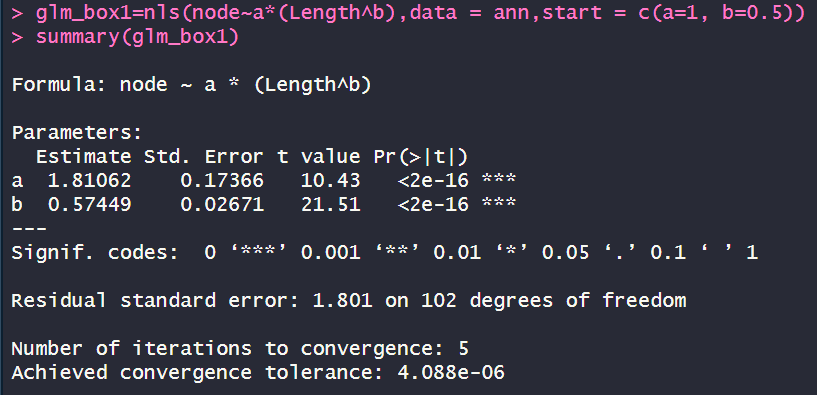 > glm_box1=nls(node~a*(Length^b),data = ann,start = c(a=1, b=0.5))
> summary(glm_box1)
Formula: node ~ a * (Length^b)
Parameters:
  Estimate Std. Error t value Pr(>|t|)
a  1.81062    0.17366   10.43   <2e-16 ***
b  0.57449    0.02671   21.51   <2e-16 ***
---
Signif. codes:  0 ‘***’ 0.001 ‘**’ 0.01 ‘*’ 0.05 ‘.’ 0.1 ‘ ’ 1
Residual standard error: 1.801 on 102 degrees of freedom
Number of iterations to convergence: 5
Achieved convergence tolerance: 4.088e-06